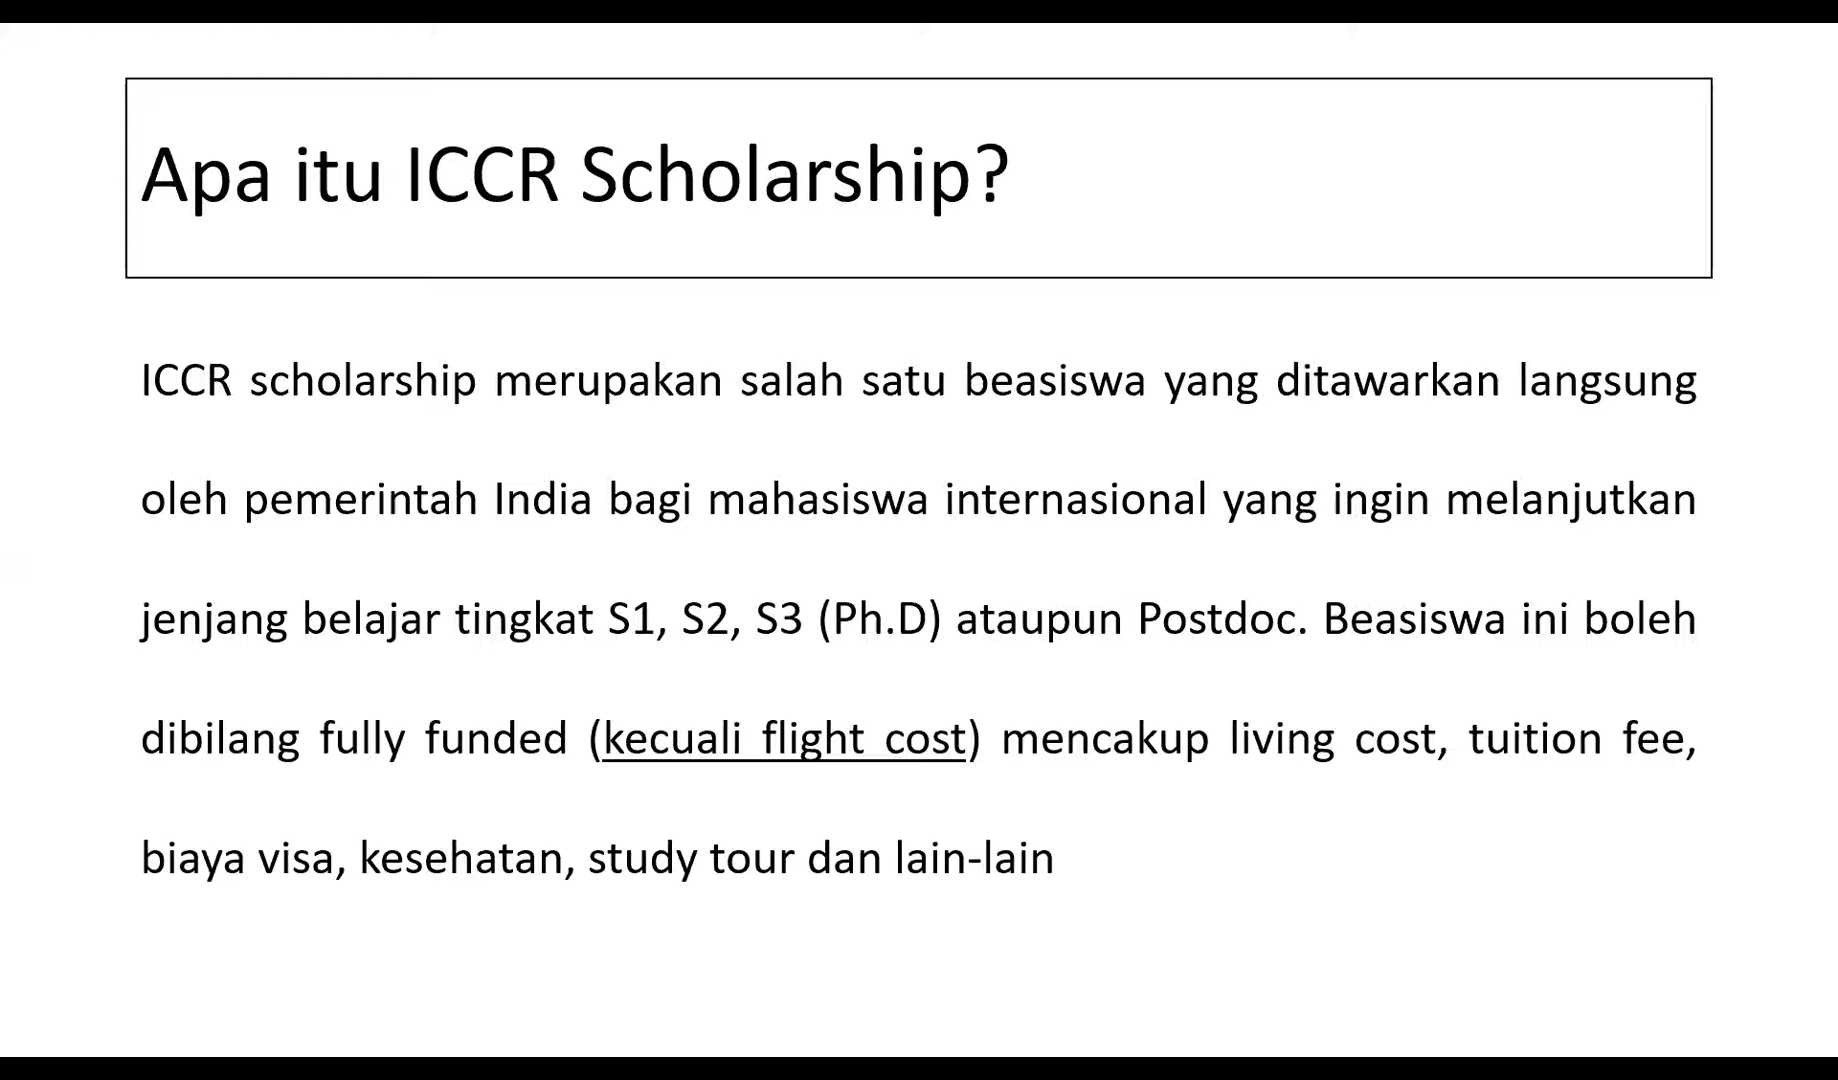 Apa itu ICCR Scholarship?
ICCR scholarship merupakan salah satu beasiswa yang ditawarkan langsung
oleh pemerintah India bagi mahasiswa internasional yang ingin melanjutkan
jenjang belajar tingkat S1, S2, S3 (Ph.D) ataupun Postdoc. Beasiswa ini boleh
dibilang fully funded (kecuali flight cost) mencakup living cost, tuition fee,
biaya visa, kesehatan, study tour dan lain-lain